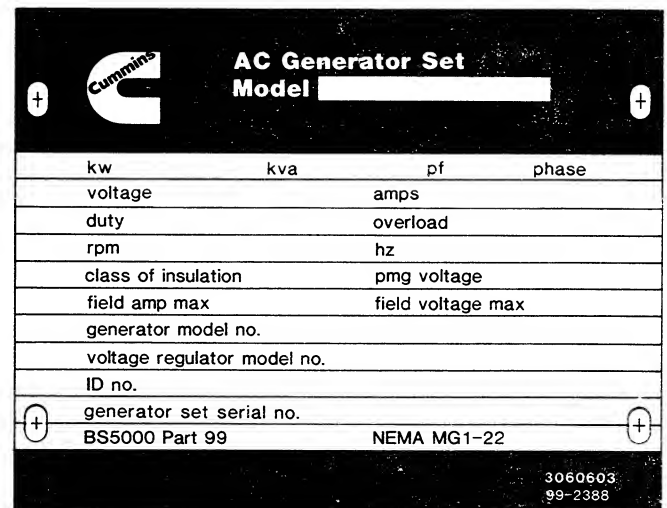 Cummins
AC Generator Set
Model
kw kva pf phase
voltage amps
duty overload
rpm hz
class of insulation pmg voltage
field amp max field voltage max
generator model no.
voltage regulator model no.
ID no.
generator set serial no.
BS5000 Part 99 NEMA MG1-22
3060603
99-2388